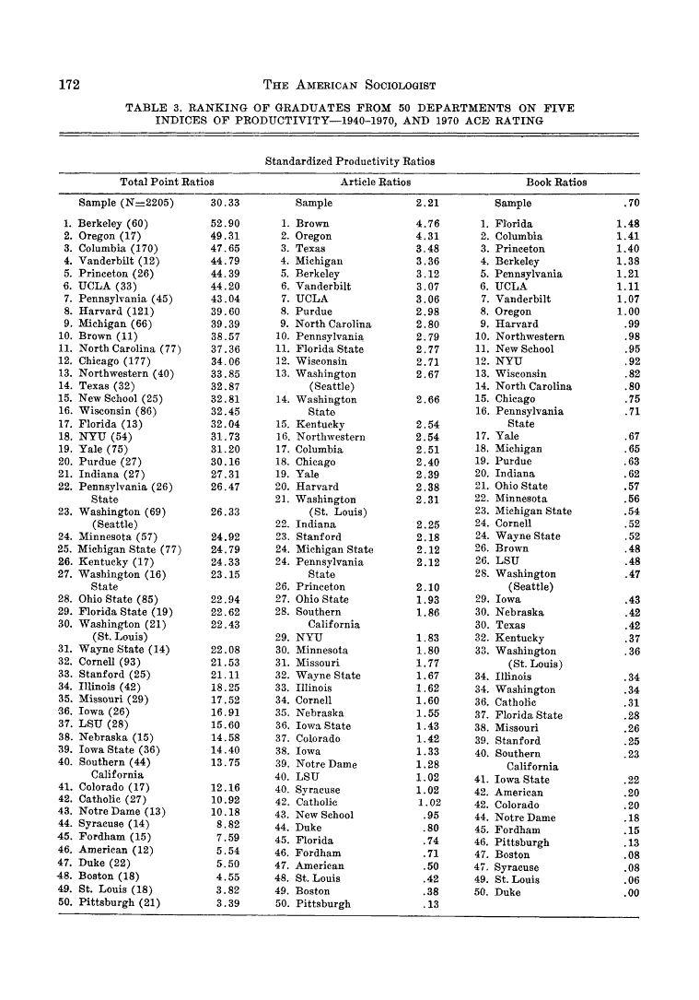 172
THE AMERICAN SOCIOLOGIST
TABLE 3. RANKING OF GRADUATES FROM 50 DEPARTMENTS ON FIVE
INDICES OF PRODUCTIVITY—1940-1970, AND 1970 ACE RATING
Standardized Productivity Ratios
Total Point Ratios
Sample (N=2205) 30.33
1. Berkeley (60) 52.90
2. Oregon (17) 49.31
3. Columbia (170) 47.65
4. Vanderbilt (12) 44.79
5. Princeton (26) 44.39
6. UCLA (33) 44.20
7. Pennsylvania (45) 43.04
8. Harvard (121) 39.60
9. Michigan (66) 39.39
10. Brown (11) 38.57
11. North Carolina (77) 37.36
12. Chicago (177) 34.06
13. Northwestern (40) 33.85
14. Texas (32) 32.87
15. New School (25) 32.81
16. Wisconsin (86) 32.45
17. Florida (13) 32.04
18. NYU (54) 31.73
19. Yale (75) 31.20
20. Purdue (27) 30.16
21. Indiana (27) 27.31
22. Pennsylvania (26) 26.47
State
23. Washington (69) 26.33
(Seattle)
24. Minnesota (57) 24.92
25. Michigan State (77) 24.79
26. Kentucky (17) 24.33
27. Washington (16) 23.15
State
28. Ohio State (85) 22.94
29. Florida State (19) 22.62
30. Washington (21) 22.43
(St. Louis)
31. Wayne State (14) 22.08
32. Cornell (93) 21.53
33. Stanford (25) 21.11
34. Illinois (42) 18.25
35. Missouri (29) 17.52
36. Iowa (26) 16.91
37. LSU (28) 15.60
38. Nebraska (15) 14.58
39. Iowa State (36) 14.40
40. Southern (44) 13.75
California
41. Colorado (17) 12.16
42. Catholic (27) 10.92
43. Notre Dame (13) 10.18
44. Syracuse (14) 8.82
45. Fordham (15) 7.59
46. American (12) 5.54
47. Duke (22) 5.50
48. Boston (18) 4.55
49. St. Louis (18) 3.82
50. Pittsburgh (21) 3.39
Article Ratios
Sample 2.21
1. Brown 4.76
2. Oregon 4.31
3. Texas 3.48
4. Michigan 3.36
5. Berkeley 3.12
6. Vanderbilt 3.07
7. UCLA 3.06
8. Purdue 2.98
9. North Carolina 2.80
10. Pennsylvania 2.79
11. Florida State 2.77
12. Wisconsin 2.71
13. Washington 2.67
(Seattle)
14. Washington 2.66
State
15. Kentucky 2.54
16. Northwestern 2.54
17. Columbia 2.51
18. Chicago 2.40
19. Yale 2.39
20. Harvard 2.38
21. Washington 2.31
(St. Louis)
22. Indiana 2.25
23. Stanford 2.18
24. Michigan State 2.12
24. Pennsylvania 2.12
State
26. Princeton 2.10
27. Ohio State 1.93
28. Southern 1.86
California
29. NYU 1.83
30. Minnesota 1.80
31. Missouri 1.77
32. Wayne State 1.67
33. Illinois 1.62
34. Cornell 1.60
35. Nebraska 1.55
36. Iowa State 1.43
37. Colorado 1.42
38. Iowa 1.33
39. Notre Dame 1.28
40. LSU 1.02
40. Syracuse 1.02
42. Catholic 1.02
43. New School .95
44. Duke .80
45. Florida .74
46. Fordham .71
47. American .50
48. St. Louis .42
49. Boston .38
50. Pittsburgh .13
Book Ratios
Sample .70
1. Florida 1.48
2. Columbia 1.41
3. Princeton 1.40
4. Berkeley 1.38
5. Pennsylvania 1.21
6. UCLA 1.11
7. Vanderbilt 1.07
8. Oregon 1.00
9. Harvard .99
10. Northwestern .98
11. New School .95
12. NYU .92
13. Wisconsin .82
14. North Carolina .80
15. Chicago .75
16. Pennsylvania .71
State
17. Yale .67
18. Michigan .65
19. Purdue .63
20. Indiana .62
21. Ohio State .57
22. Minnesota .56
23. Michigan State .54
24. Cornell .52
24. Wayne State .52
26. Brown .48
26. LSU .48
28. Washington .47
(Seattle)
29. Iowa .43
30. Nebraska .42
30. Texas .42
32. Kentucky .37
33. Washington .36
(St. Louis)
34. Illinois .34
34. Washington .34
36. Catholic .31
37. Florida State .28
38. Missouri .26
39. Stanford .25
40. Southern .23
California
41. Iowa State .22
42. American .20
42. Colorado .20
44. Notre Dame .18
45. Fordham .15
46. Pittsburgh .13
47. Boston .08
47. Syracuse .08
49. St. Louis .06
50. Duke .00